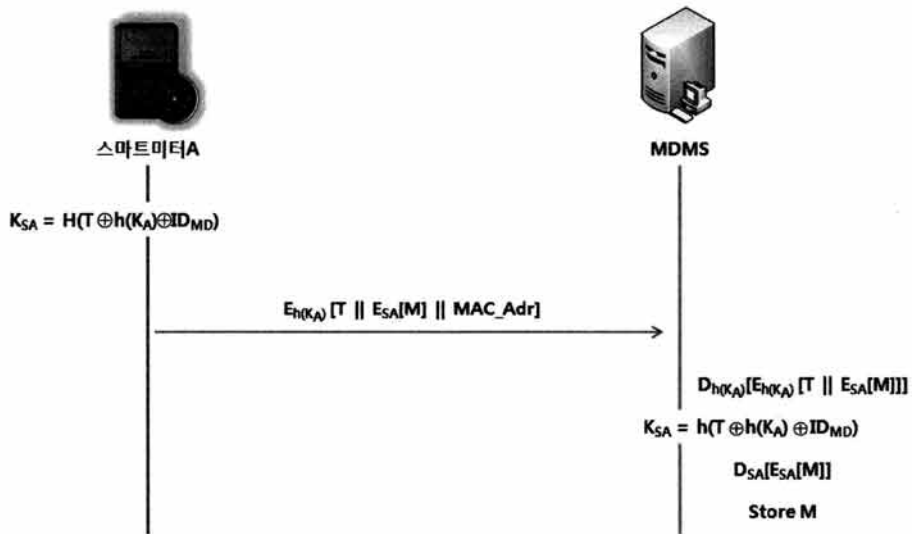 스마트미터A
MDMS
K_SA = H(T⊕h(K_A)⊕ID_MD)
E_h(K_A) [T || E_SA[M] || MAC_Adr]
D_h(K_A)[E_h(K_A) [T || E_SA[M]]]
K_SA = h(T⊕h(K_A) ⊕ID_MD)
D_SA[E_SA[M]]
Store M